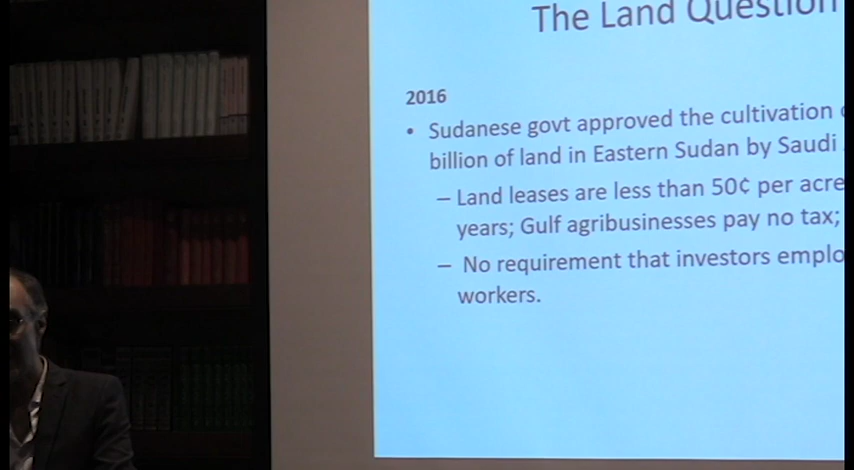 The Land Question
2016
• Sudanese govt approved the cultivation
billion of land in Eastern Sudan by Saudi
– Land leases are less than 50¢ per acre
years; Gulf agribusinesses pay no tax;
– No requirement that investors emplo
workers.